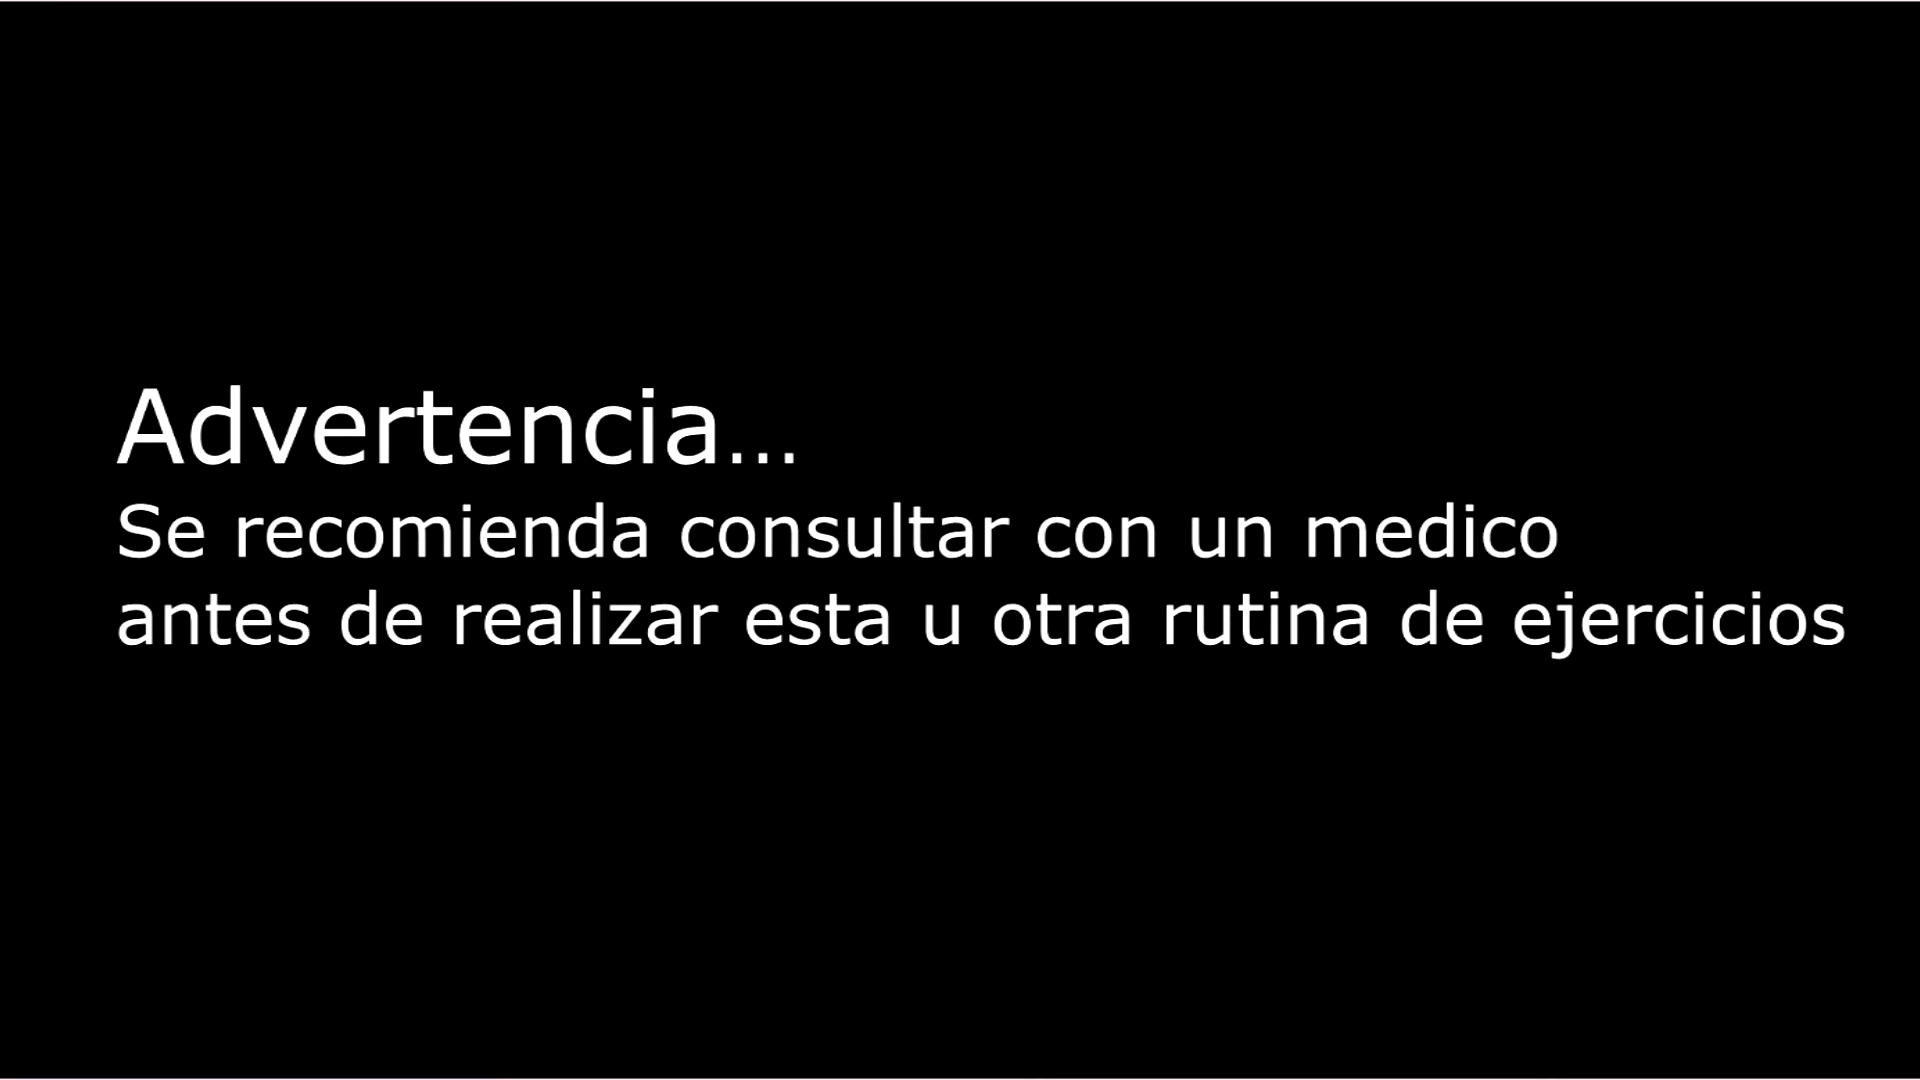 Advertencia...
Se recomienda consultar con un medico
antes de realizar esta u otra rutina de ejercicios